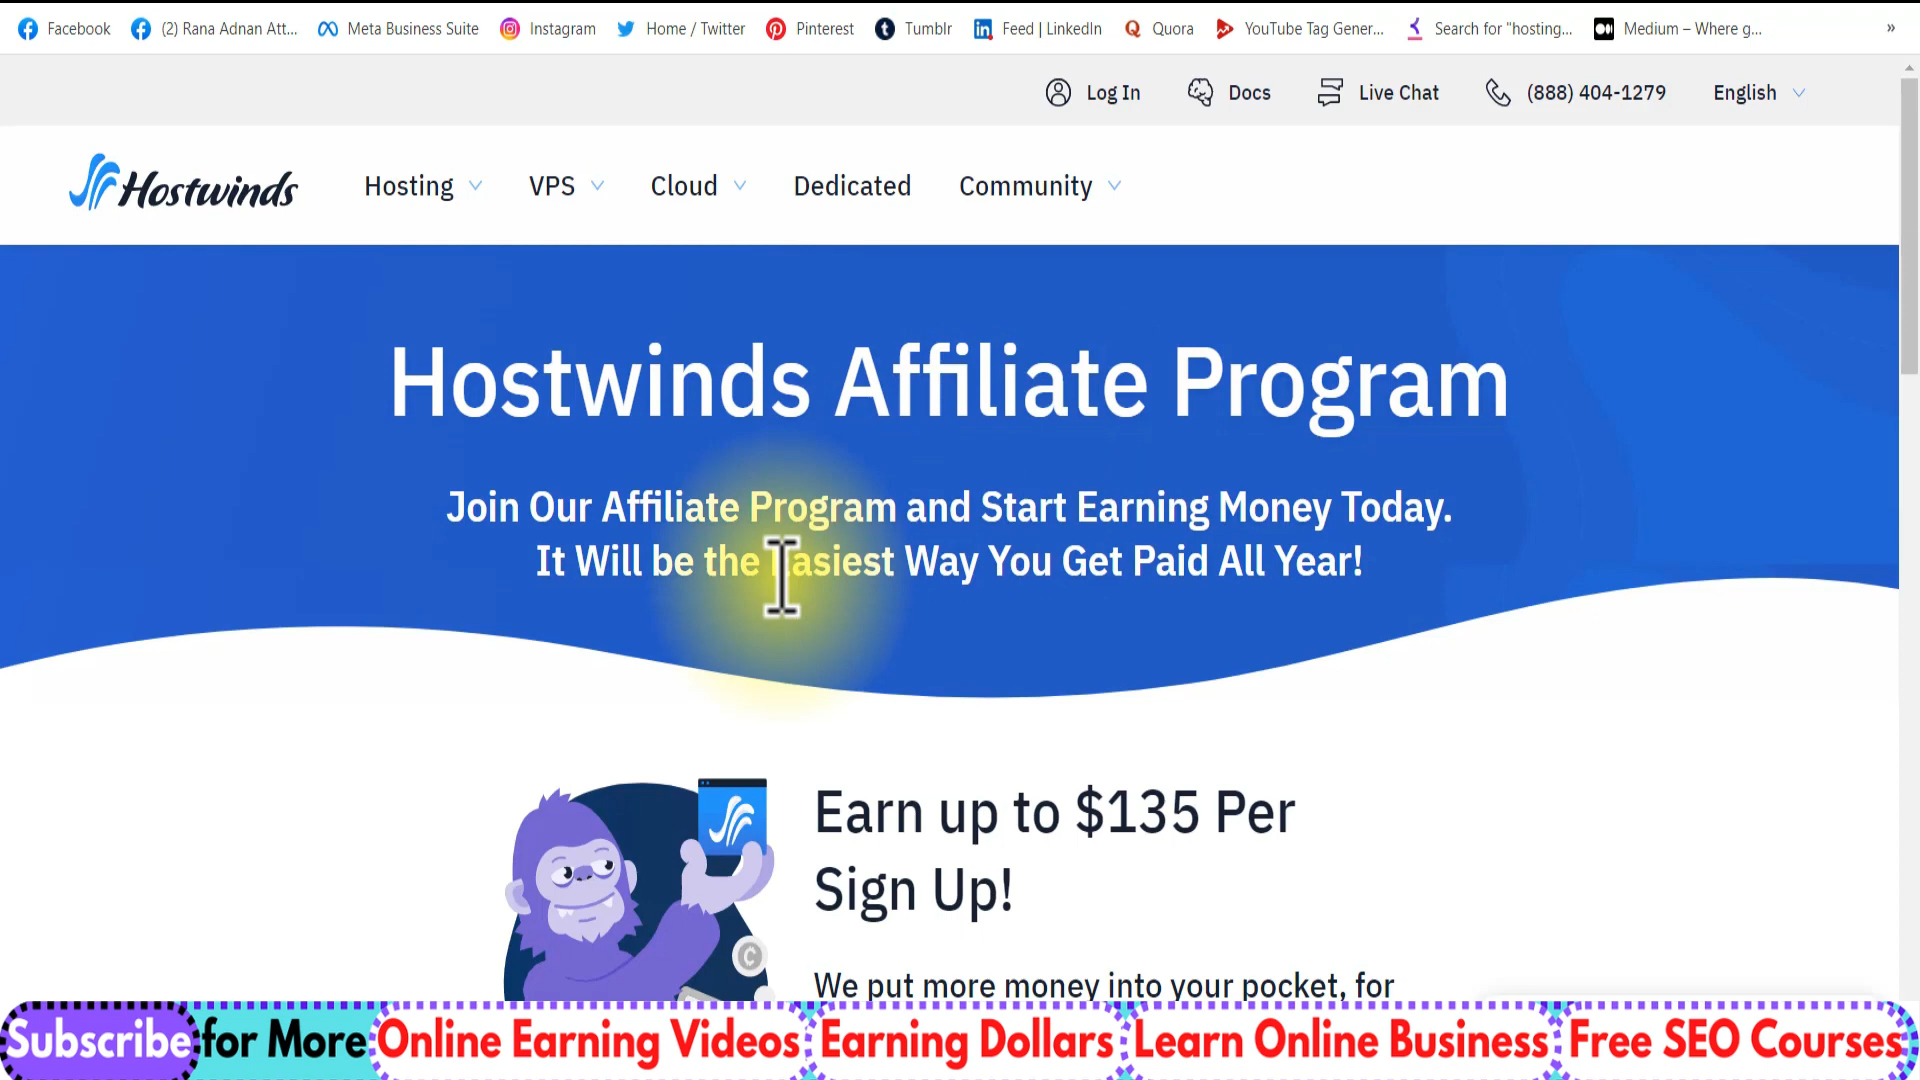 Facebook (2) Rana Adnan Att... Meta Business Suite Instagram Home / Twitter Pinterest Tumblr Feed | LinkedIn Quora YouTube Tag Gener... Search for "hosting... Medium – Where g... »
Log In Docs Live Chat (888) 404-1279 English
Hostwinds Hosting VPS Cloud Dedicated Community
Hostwinds Affiliate Program
Join Our Affiliate Program and Start Earning Money Today.
It Will be the Easiest Way You Get Paid All Year!
Earn up to $135 Per
Sign Up!
We put more money into your pocket, for
Subscribe for More Online Earning Videos Earning Dollars Learn Online Business Free SEO Courses